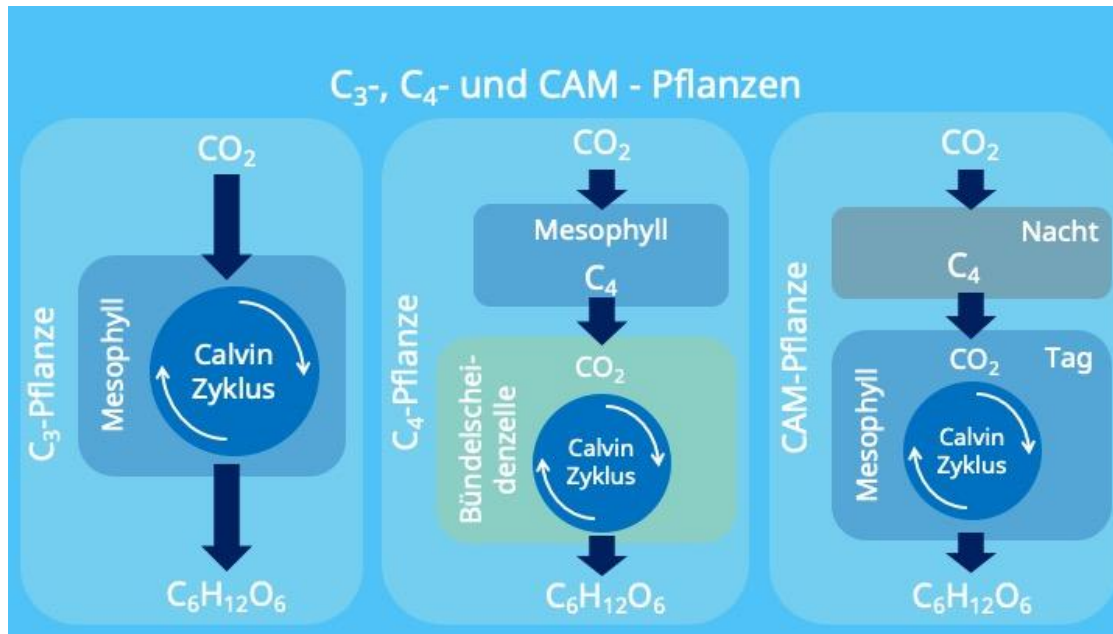 C₃-, C₄- und CAM - Pflanzen
C₃-Pflanze
CO₂
Mesophyll
Calvin
Zyklus
C₆H₁₂O₆
C₄-Pflanze
CO₂
Mesophyll
C₄
Bündelschei-
denzelle
CO₂
Calvin
Zyklus
C₆H₁₂O₆
CAM-Pflanze
CO₂
Nacht
C₄
Mesophyll
CO₂
Tag
Calvin
Zyklus
C₆H₁₂O₆